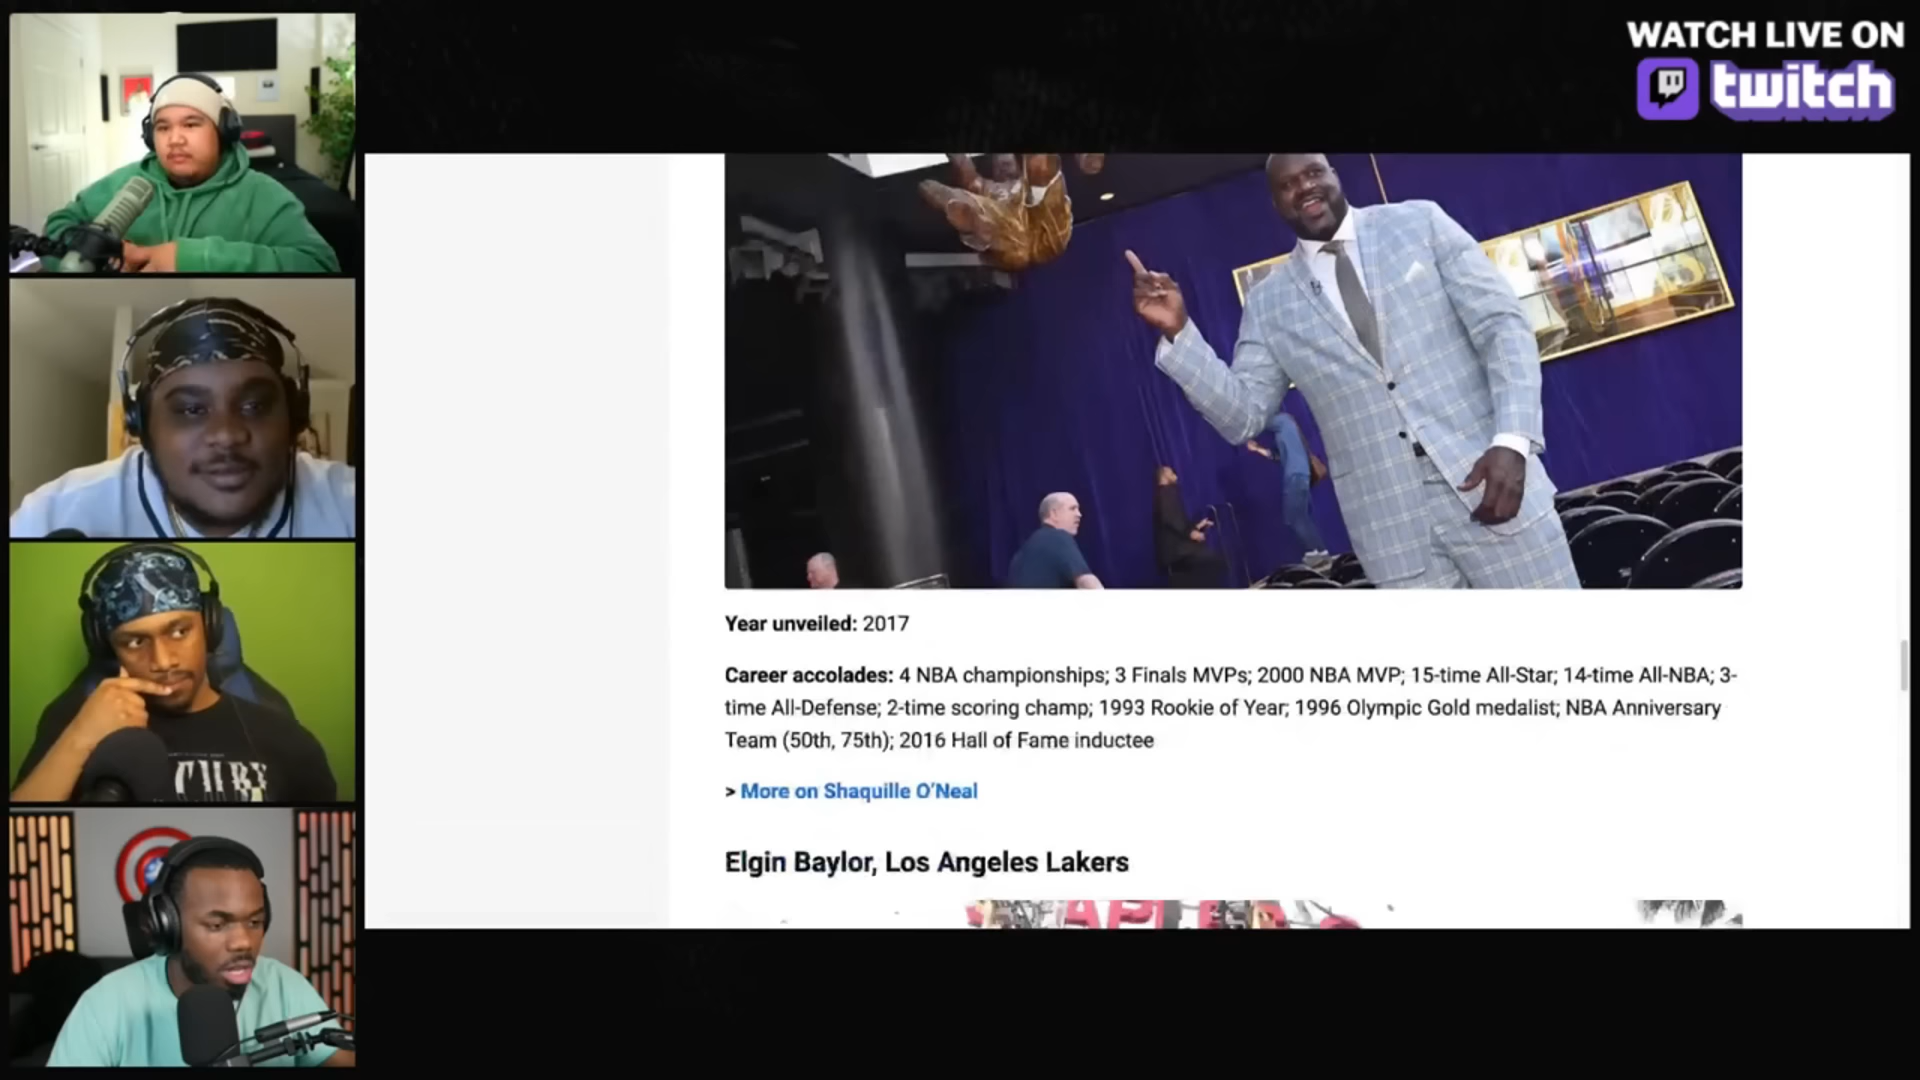 WATCH LIVE ON
twitch
Year unveiled: 2017
Career accolades: 4 NBA championships; 3 Finals MVPs; 2000 NBA MVP; 15-time All-Star; 14-time All-NBA; 3-
time All-Defense; 2-time scoring champ; 1993 Rookie of Year; 1996 Olympic Gold medalist; NBA Anniversary
Team (50th, 75th); 2016 Hall of Fame inductee
> More on Shaquille O'Neal
Elgin Baylor, Los Angeles Lakers